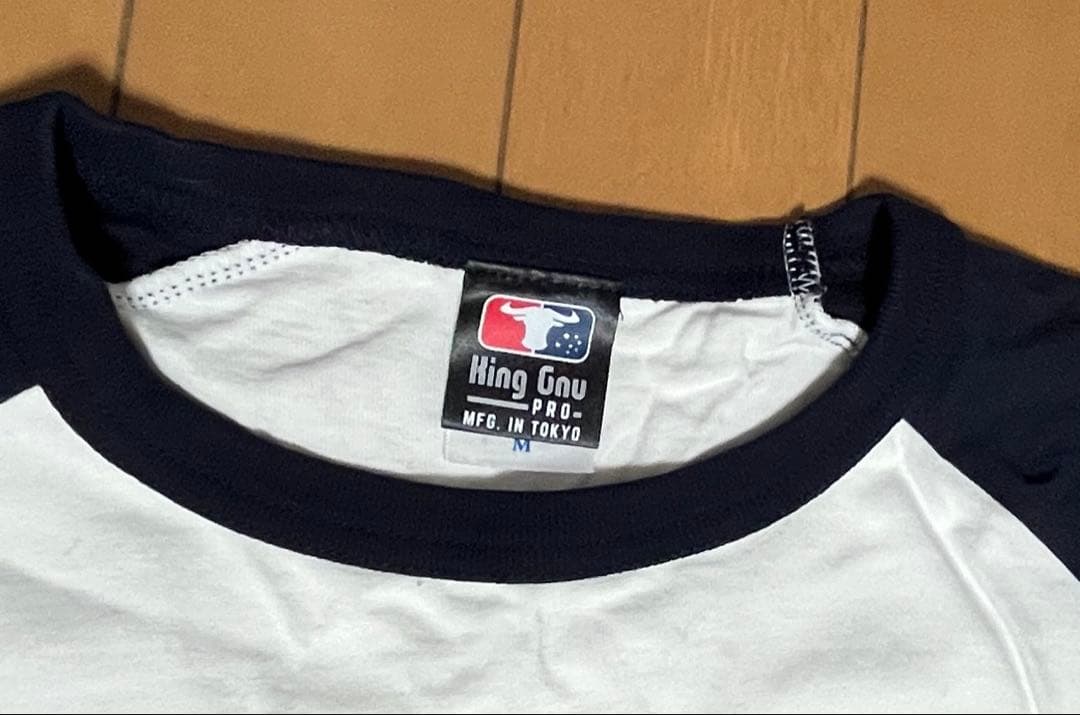 King Gnu
PRO-
MFG. IN TOKYO
M